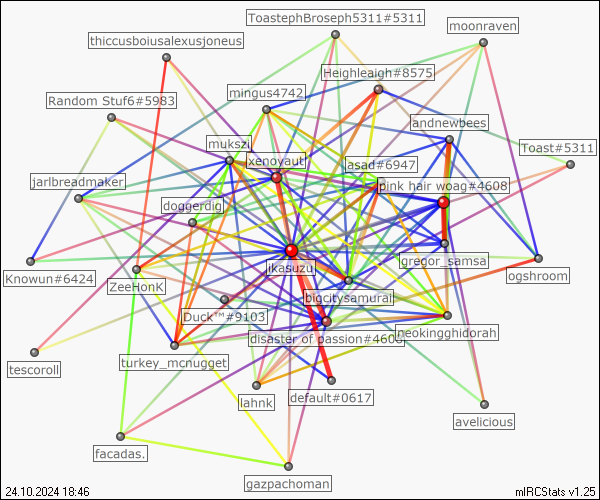 ToastephBroseph5311#5311
moonraven
thiccusboiusalexusjoneus
Heighleaigh#8575
mingus4742
Random Stuf6#5983
andnewbees
mukszi
Toast#5311
xenoyaut
asad#6947
jarlbreadmaker
pink hair woag#4608
doggerdig
gregor_samsa
ikasuzu
ogshroom
Knowun#6424
ZeeHonK
bigcitysamurai
Duck™#9103
disaster of passion#4608
neokingghidorah
turkey_mcnugget
tescoroll
lahnk
default#0617
avelicious
facadas.
gazpachoman
24.10.2024 18:46
mIRCStats v1.25